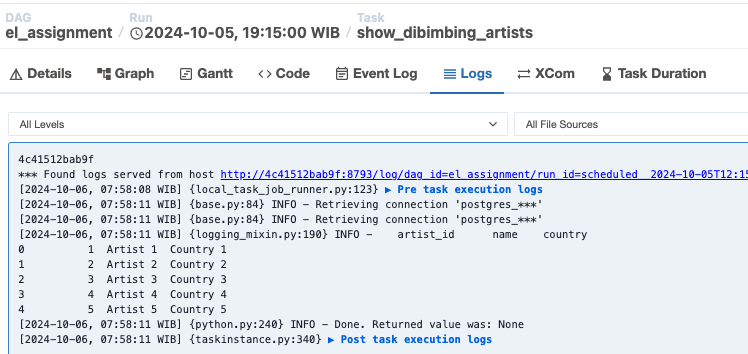 DAG Run Task
el_assignment / 2024-10-05, 19:15:00 WIB / show_dibimbing_artists
Details Graph Gantt Code Event Log Logs XCom Task Duration
All Levels All File Sources
4c41512bab9f
*** Found logs served from host http://4c41512bab9f:8793/log/dag_id=el_assignment/run_id=scheduled__2024-10-05T12:15
[2024-10-06, 07:58:08 WIB] {local_task_job_runner.py:123} ▶ Pre task execution logs
[2024-10-06, 07:58:11 WIB] {base.py:84} INFO - Retrieving connection 'postgres_***'
[2024-10-06, 07:58:11 WIB] {base.py:84} INFO - Retrieving connection 'postgres_***'
[2024-10-06, 07:58:11 WIB] {logging_mixin.py:190} INFO -    artist_id      name    country
0          1  Artist 1  Country 1
1          2  Artist 2  Country 2
2          3  Artist 3  Country 3
3          4  Artist 4  Country 4
4          5  Artist 5  Country 5
[2024-10-06, 07:58:11 WIB] {python.py:240} INFO - Done. Returned value was: None
[2024-10-06, 07:58:11 WIB] {taskinstance.py:340} ▶ Post task execution logs